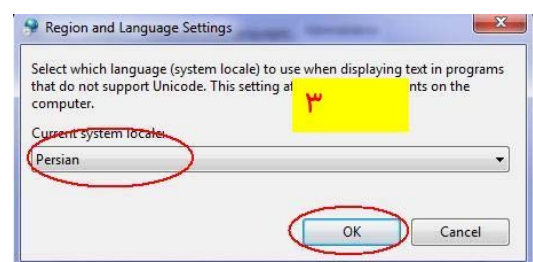 Region and Language Settings
Select which language (system locale) to use when displaying text in programs
that do not support Unicode. This setting nts on the
computer.
۳
Current system locale:
Persian
OK Cancel